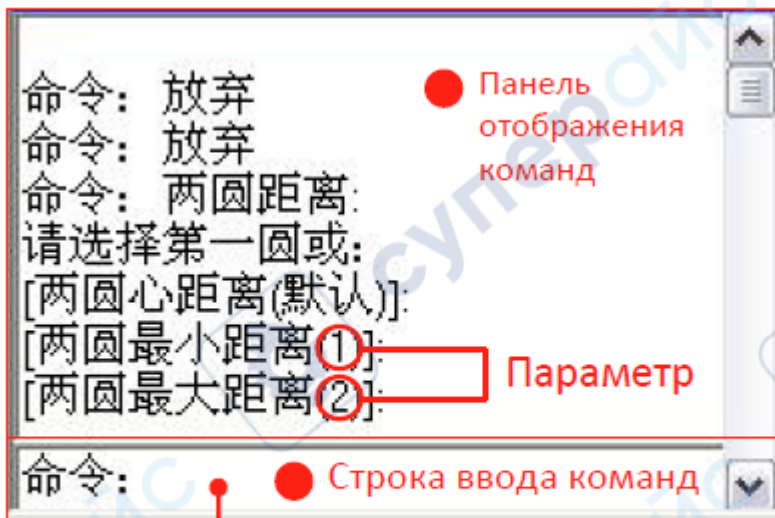 命令: 放弃
命令: 放弃
命令: 两圆距离:
请选择第一圆或:
[两圆心距离(默认)]:
[两圆最小距离(1)]:
[两圆最大距离(2)]:
Панель
отображения
команд
Параметр
命令:
Строка ввода команд
суперайс